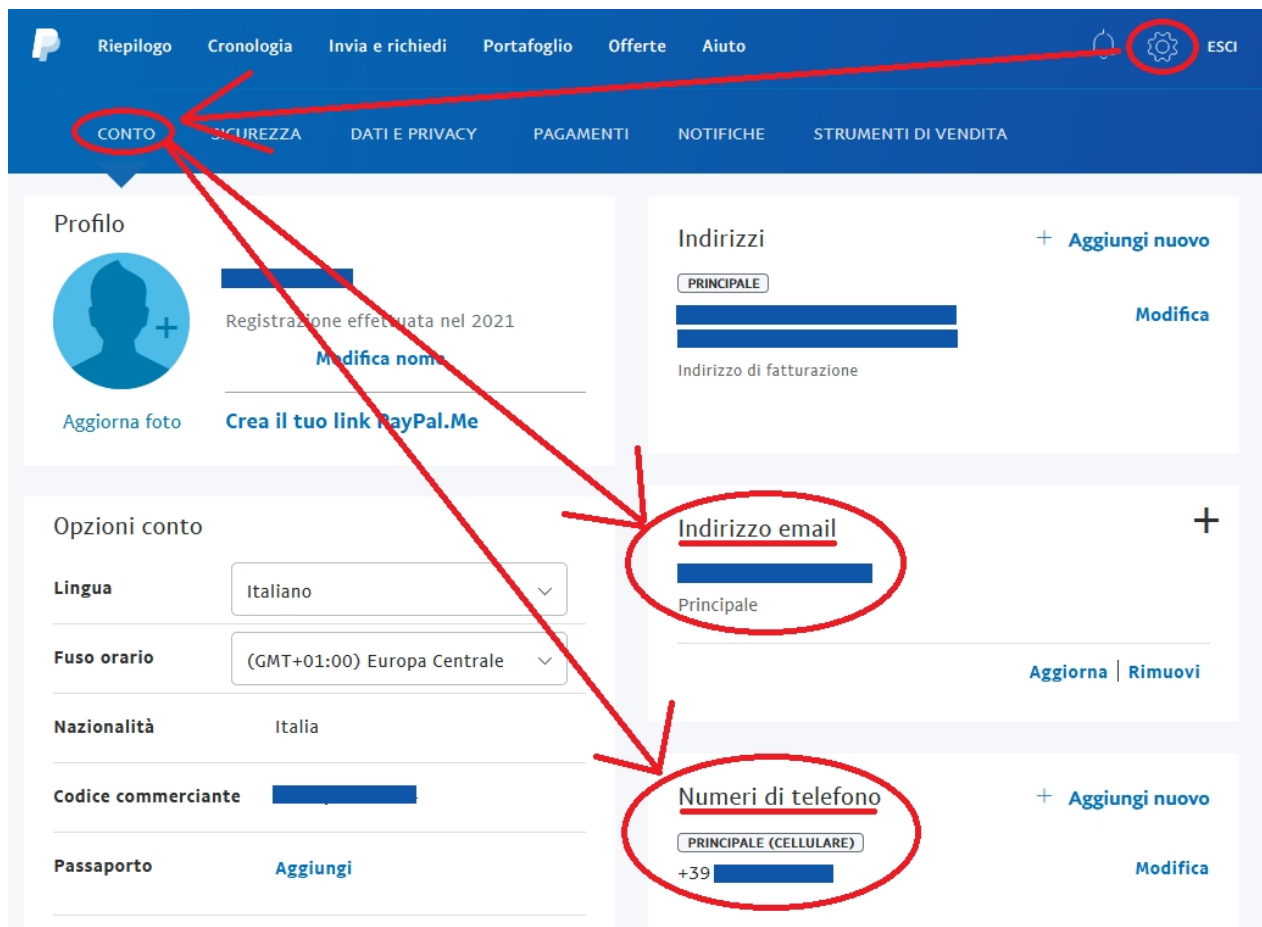 Riepilogo Cronologia Invia e richiedi Portafoglio Offerte Aiuto ESCI
CONTO SICUREZZA DATI E PRIVACY PAGAMENTI NOTIFICHE STRUMENTI DI VENDITA
Profilo
Registrazione effettuata nel 2021
Modifica nome
Aggiorna foto
Crea il tuo link PayPal.Me
Indirizzi
+ Aggiungi nuovo
PRINCIPALE
Modifica
Indirizzo di fatturazione
Opzioni conto
Lingua Italiano
Fuso orario (GMT+01:00) Europa Centrale
Nazionalità Italia
Codice commerciante
Passaporto Aggiungi
Indirizzo email
+
Principale
Aggiorna | Rimuovi
Numeri di telefono
+ Aggiungi nuovo
PRINCIPALE (CELLULARE)
+39
Modifica